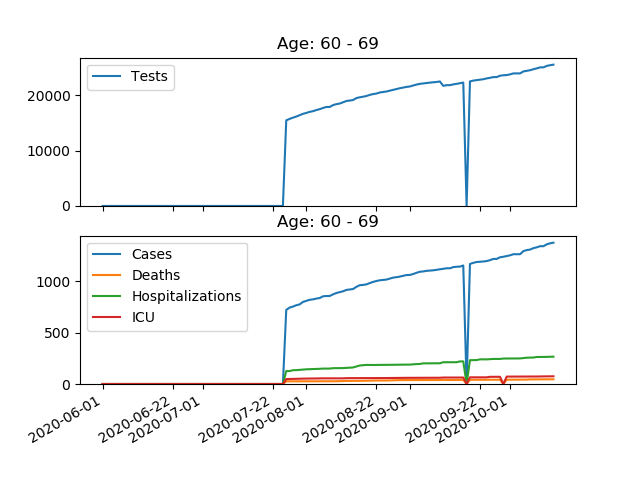 Age: 60 - 69
Tests
20000
10000
0
Age: 60 - 69
Cases
Deaths
Hospitalizations
ICU
1000
500
0
2020-06-01
2020-06-22
2020-07-01
2020-07-22
2020-08-01
2020-08-22
2020-09-01
2020-09-22
2020-10-01